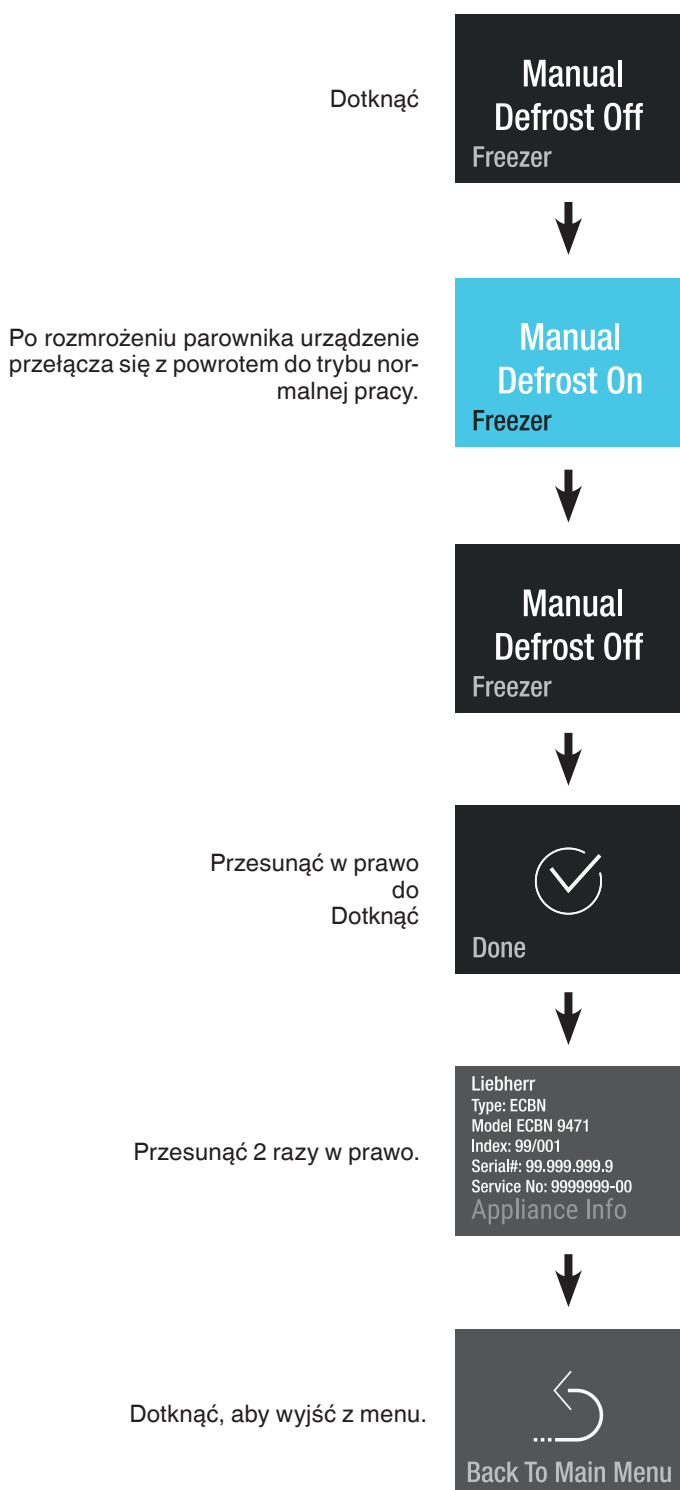 Dotknąć
Manual
Defrost Off
Freezer
Po rozmrożeniu parownika urządzenie
przełącza się z powrotem do trybu nor-
malnej pracy.
Manual
Defrost On
Freezer
Manual
Defrost Off
Freezer
Przesunąć w prawo
do
Dotknąć
Done
Przesunąć 2 razy w prawo.
Liebherr
Type: ECBN
Model ECBN 9471
Index: 99/001
Serial#: 99.999.999.9
Service No: 9999999-00
Appliance Info
Dotknąć, aby wyjść z menu.
Back To Main Menu